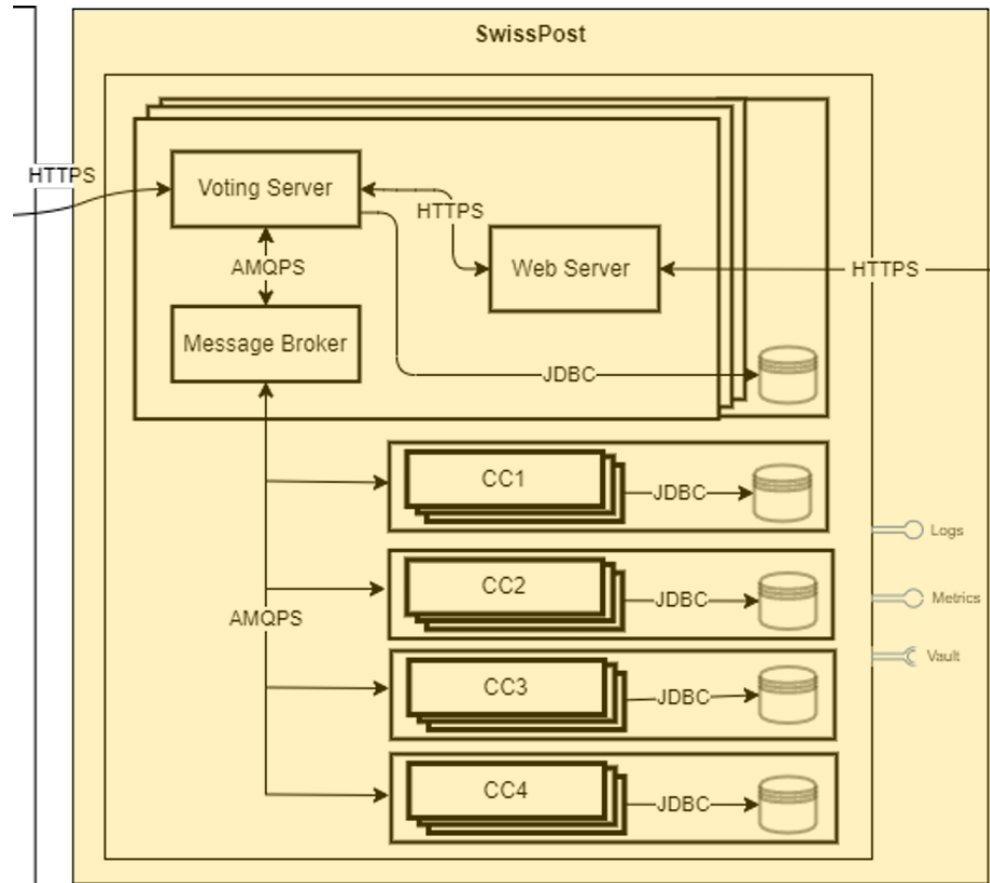 SwissPost
HTTPS
Voting Server
HTTPS
AMQPS
Web Server
HTTPS
Message Broker
JDBC
CC1
JDBC
Logs
CC2
JDBC
Metrics
AMQPS
Vault
CC3
JDBC
CC4
JDBC